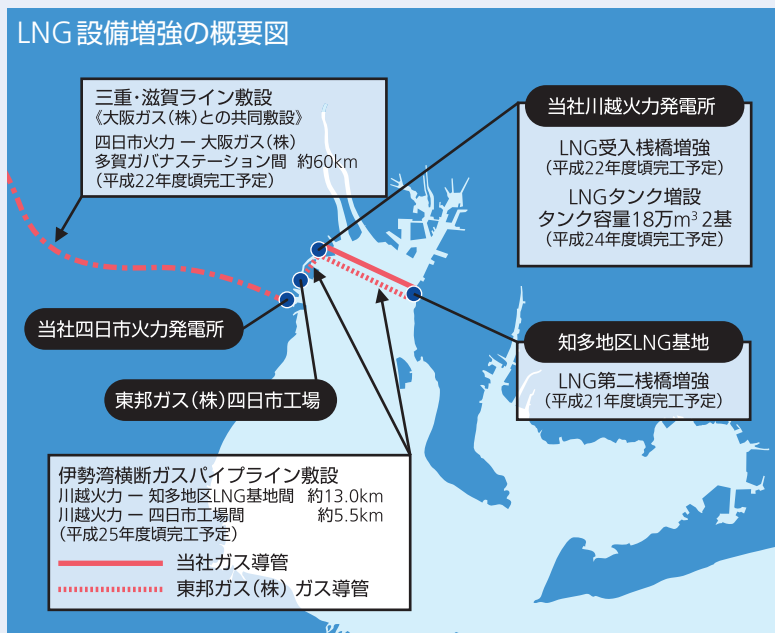 LNG設備増強の概要図
三重・滋賀ライン敷設
《大阪ガス(株)との共同敷設》
四日市火力 ー 大阪ガス(株)
多賀ガバナステーション間 約60km
(平成22年度頃完工予定)
当社川越火力発電所
LNG受入桟橋増強
(平成22年度頃完工予定)
LNGタンク増設
タンク容量18万m³ 2基
(平成24年度頃完工予定)
当社四日市火力発電所
知多地区LNG基地
LNG第二桟橋増強
(平成21年度頃完工予定)
東邦ガス(株)四日市工場
伊勢湾横断ガスパイプライン敷設
川越火力 ー 知多地区LNG基地間 約13.0km
川越火力 ー 四日市工場間 約5.5km
(平成25年度頃完工予定)
当社ガス導管
東邦ガス(株) ガス導管